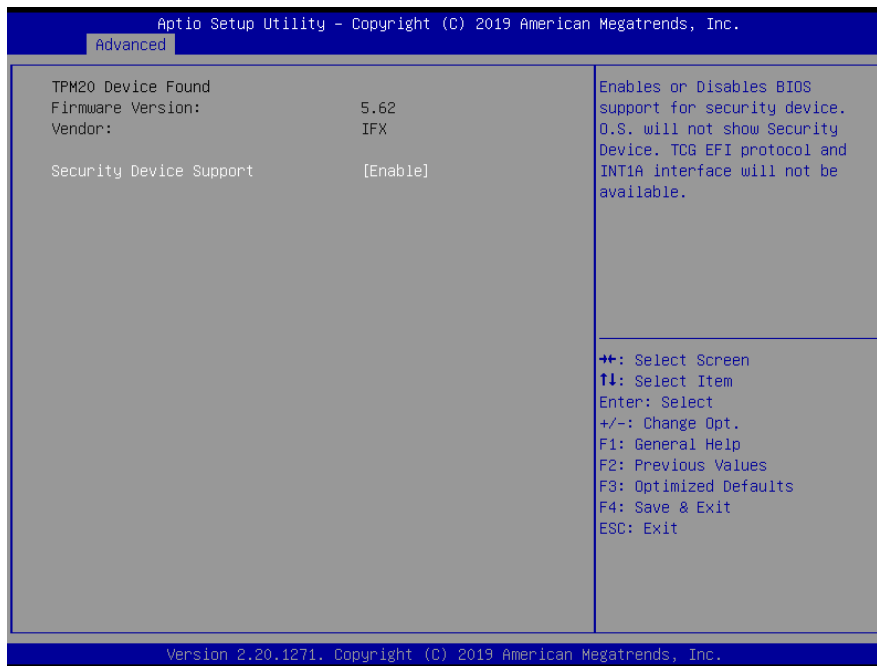 Aptio Setup Utility – Copyright (C) 2019 American Megatrends, Inc.
Advanced
TPM20 Device Found
Firmware Version: 5.62
Vendor: IFX
Security Device Support [Enable]
Enables or Disables BIOS
support for security device.
O.S. will not show Security
Device. TCG EFI protocol and
INT1A interface will not be
available.
→←: Select Screen
↑↓: Select Item
Enter: Select
+/-: Change Opt.
F1: General Help
F2: Previous Values
F3: Optimized Defaults
F4: Save & Exit
ESC: Exit
Version 2.20.1271. Copyright (C) 2019 American Megatrends, Inc.